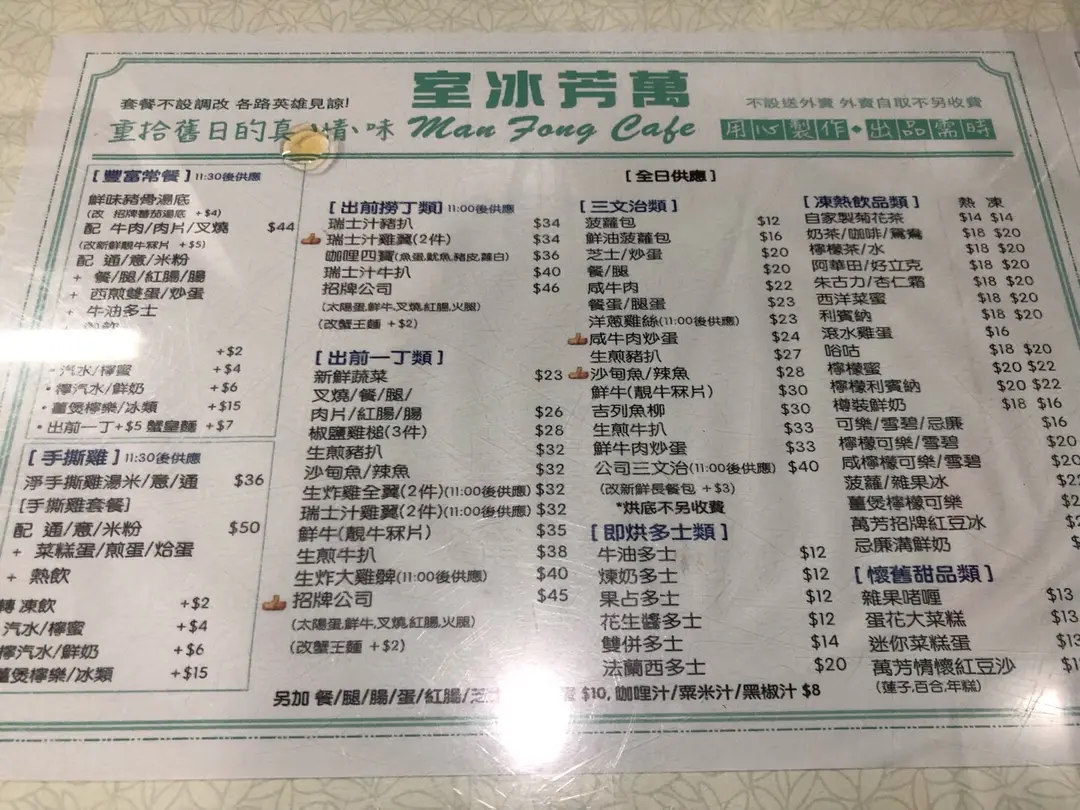 室冰芳萬
套餐不設調改 各路英雄見諒!
不設送外賣 外賣自取不另收費
重拾舊日的真 情 味 Man Fong Cafe 用心製作•出品需時
[豐富常餐] 11:30後供應
鮮味豬骨湯底
(改 招牌蕃茄湯底 +$4)
配 牛肉/肉片/叉燒 $44
(改新鮮靚牛冧片 +$5)
配 通/意/米粉
+ 餐/腿/紅腸/腸
+ 西煎雙蛋/炒蛋
+ 牛油多士
+$2
· 汽水/檸蜜 +$4
· 檸汽水/鮮奶 +$6
· 薑煲檸樂/冰類 +$15
· 出前一丁+$5 蟹皇麵 +$7
[手撕雞] 11:30後供應
淨手撕雞湯米/意/通 $36
[手撕雞套餐]
配 通/意/米粉 $50
+ 菜糕蛋/煎蛋/烚蛋
+ 熱飲
轉 凍飲 +$2
汽水/檸蜜 +$4
檸汽水/鮮奶 +$6
薑煲檸樂/冰類 +$15
[全日供應]
[出前撈丁類] 11:00後供應
瑞士汁豬扒 $34
瑞士汁雞翼(2件) $34
咖哩四寶(魚蛋,魷魚,豬皮,蘿白) $36
瑞士汁牛扒 $40
招牌公司 $46
(太陽蛋,鮮牛,叉燒,紅腸,火腿)
(改蟹王麵 +$2)
[出前一丁類]
新鮮蔬菜 $23
叉燒/餐/腿/
肉片/紅腸/腸 $26
椒鹽雞槌(3件) $28
生煎豬扒 $32
沙甸魚/辣魚 $32
生炸雞全翼(2件)(11:00後供應) $32
瑞士汁雞翼(2件)(11:00後供應) $32
鮮牛(靚牛冧片) $35
生煎牛扒 $38
生炸大雞髀(11:00後供應) $40
招牌公司 $45
(太陽蛋,鮮牛,叉燒,紅腸,火腿)
(改蟹王麵 +$2)
[三文治類]
菠蘿包 $12
鮮油菠蘿包 $16
芝士/炒蛋 $20
餐/腿 $20
咸牛肉 $22
餐蛋/腿蛋 $23
洋蔥雞絲(11:00後供應) $23
咸牛肉炒蛋 $24
生煎豬扒 $27
沙甸魚/辣魚 $28
鮮牛(靚牛冧片) $30
吉列魚柳 $30
生煎牛扒 $33
鮮牛肉炒蛋 $33
公司三文治(11:00後供應) $40
(改新鮮長餐包 +$3)
*烘底不另收費
[即烘多士類]
牛油多士 $12
煉奶多士 $12
果占多士 $12
花生醬多士 $12
雙併多士 $14
法蘭西多士 $20
[凍熱飲品類] 熱 凍
自家製菊花茶 $14 $14
奶茶/咖啡/鴛鴦 $18 $20
檸檬茶/水 $18 $20
阿華田/好立克 $18 $20
朱古力/杏仁霜 $18 $20
西洋菜蜜 $18 $20
利賓納 $18 $20
滾水雞蛋 $16
哈咕 $18 $20
檸檬蜜 $20 $22
檸檬利賓納 $20 $22
樽裝鮮奶 $18 $16
可樂/雪碧/忌廉 $16
檸檬可樂/雪碧 $20
咸檸檬可樂/雪碧 $20
菠蘿/雜果冰
薑煲檸檬可樂
萬芳招牌紅豆冰
忌廉溝鮮奶
[懷舊甜品類]
雜果啫喱 $13
蛋花大菜糕 $13
迷你菜糕蛋
萬芳情懷紅豆沙
(蓮子,百合,年糕)
另加 餐/腿/腸/蛋/紅腸/芝 $10, 咖哩汁/粟米汁/黑椒汁 $8